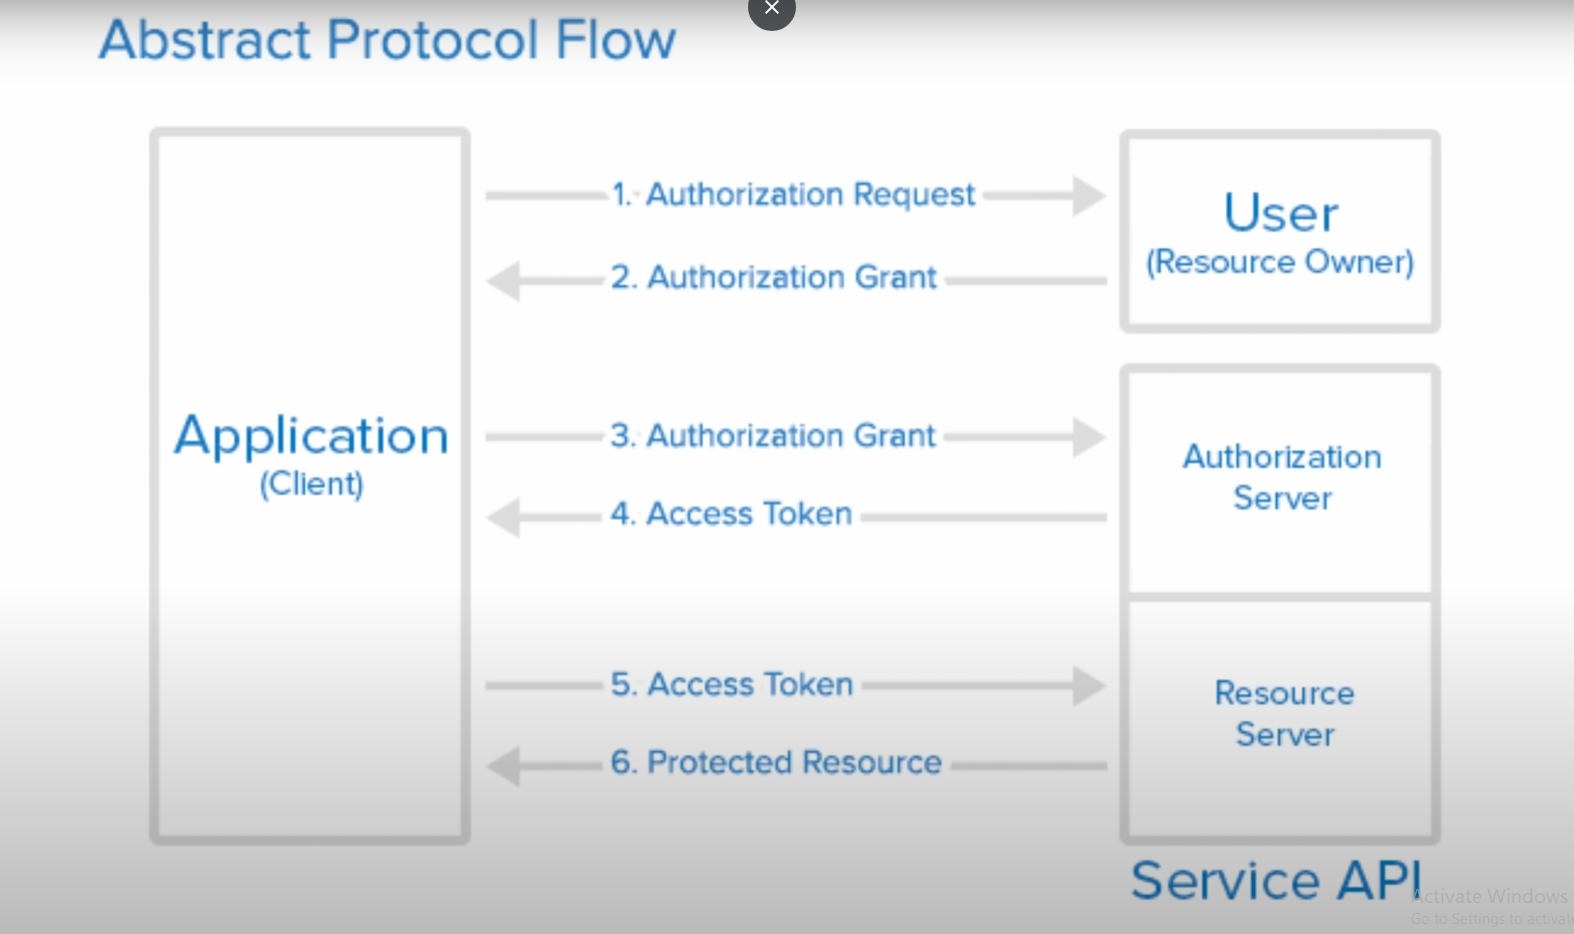 Abstract Protocol Flow
1. Authorization Request
User
(Resource Owner)
2. Authorization Grant
Application
(Client)
3. Authorization Grant
Authorization
Server
4. Access Token
5. Access Token
Resource
Server
6. Protected Resource
Service API
Activate Windows
Go to Settings to activat